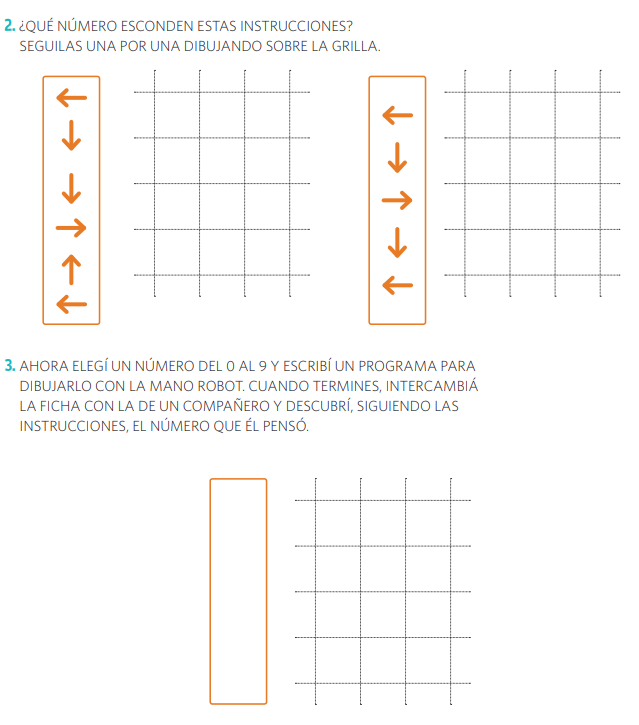 2. ¿QUÉ NÚMERO ESCONDEN ESTAS INSTRUCCIONES?
SEGUILAS UNA POR UNA DIBUJANDO SOBRE LA GRILLA.
3. AHORA ELEGÍ UN NÚMERO DEL 0 AL 9 Y ESCRIBÍ UN PROGRAMA PARA
DIBUJARLO CON LA MANO ROBOT. CUANDO TERMINES, INTERCAMBIÁ
LA FICHA CON LA DE UN COMPAÑERO Y DESCUBRÍ, SIGUIENDO LAS
INSTRUCCIONES, EL NÚMERO QUE ÉL PENSÓ.